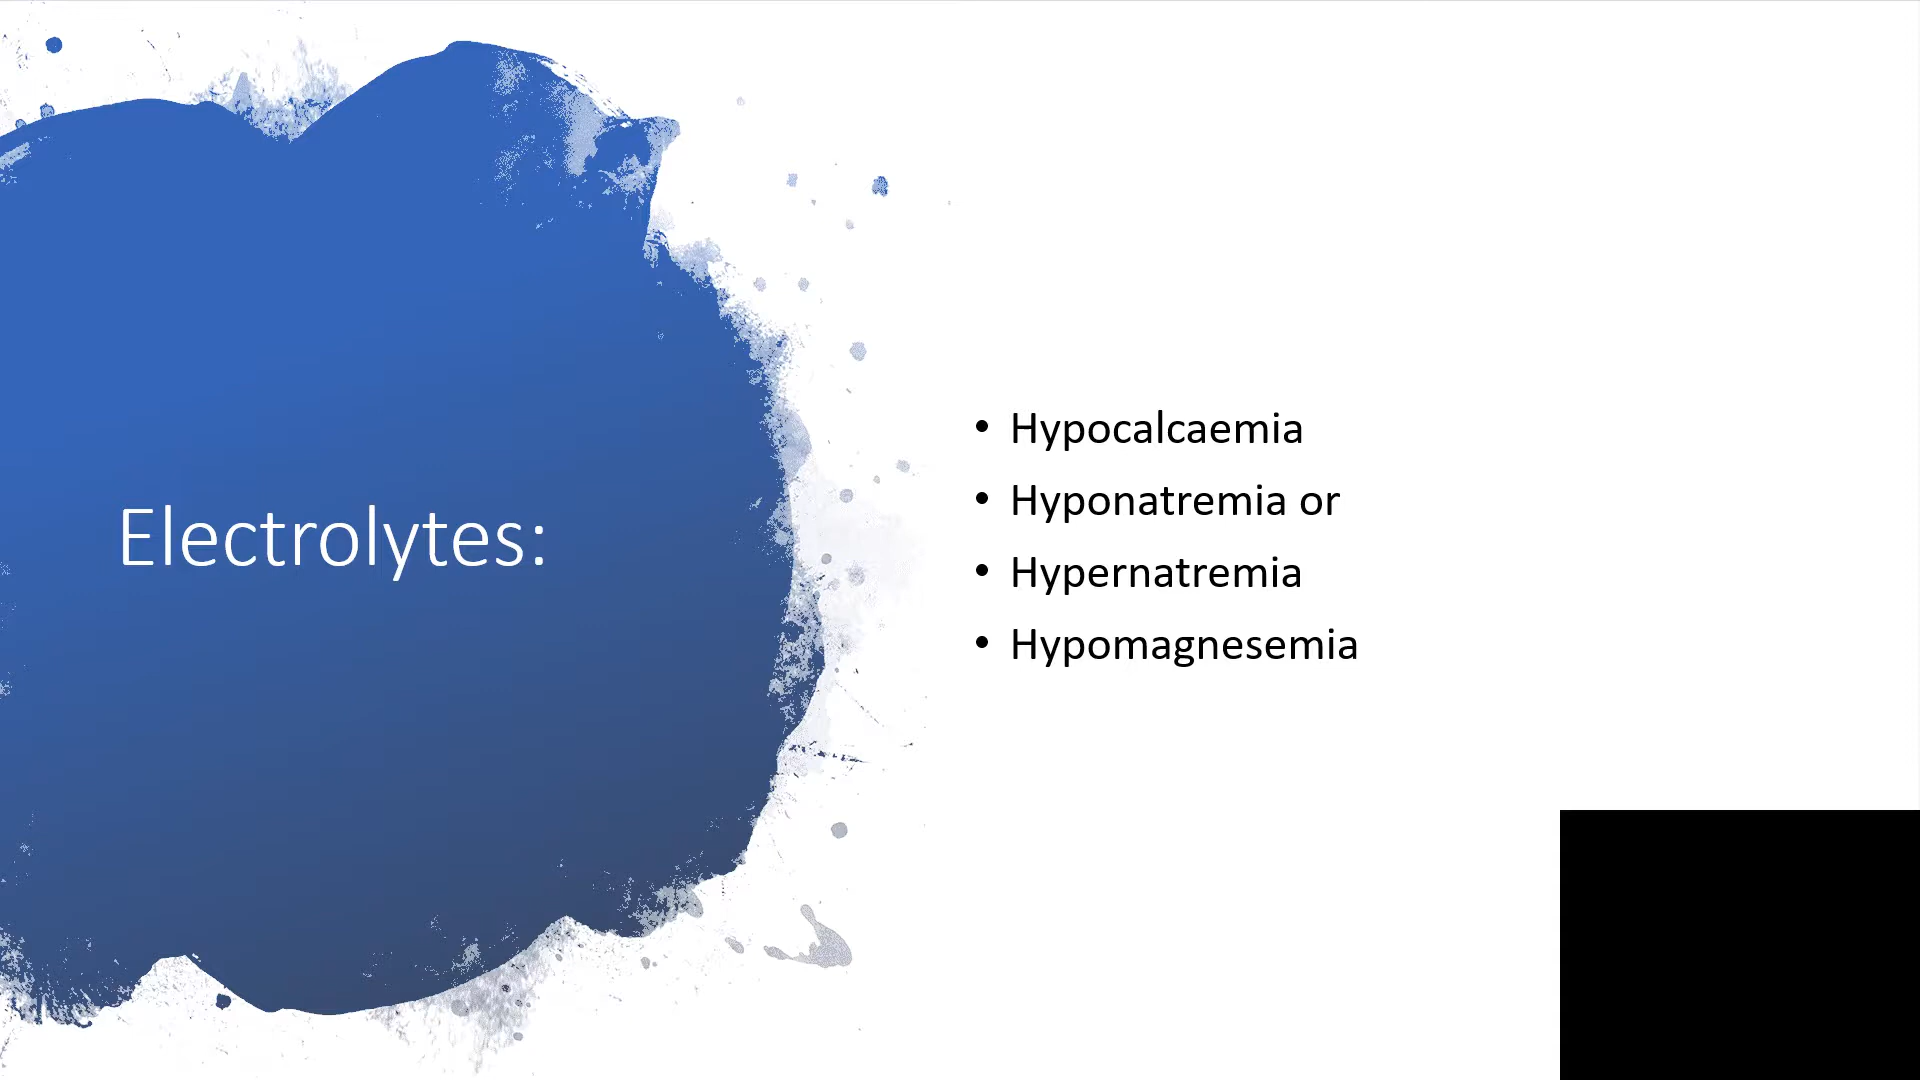 Electrolytes:
• Hypocalcaemia
• Hyponatremia or
• Hypernatremia
• Hypomagnesemia